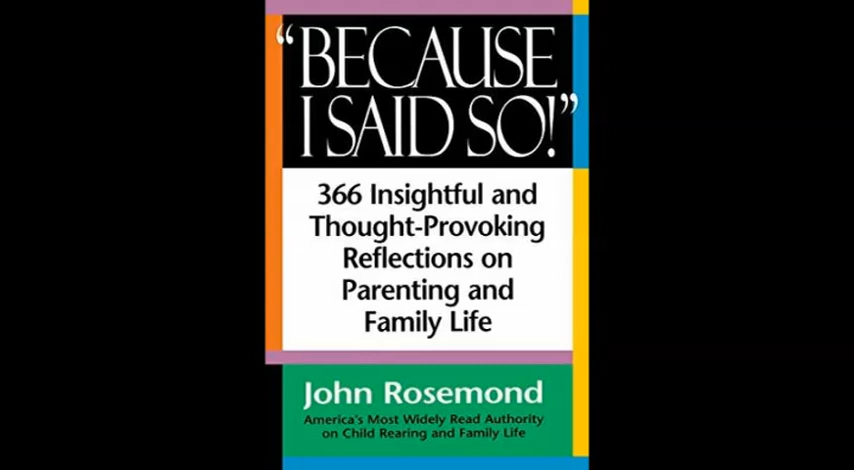 “BECAUSE
I SAID SO!”
366 Insightful and
Thought-Provoking
Reflections on
Parenting and
Family Life
John Rosemond
America's Most Widely Read Authority
on Child Rearing and Family Life